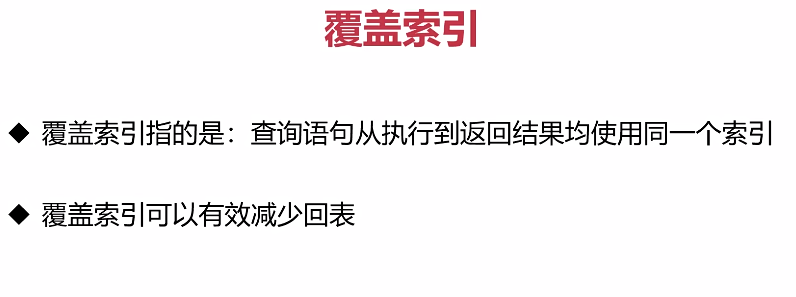 覆盖索引
◆ 覆盖索引指的是：查询语句从执行到返回结果均使用同一个索引
◆ 覆盖索引可以有效减少回表